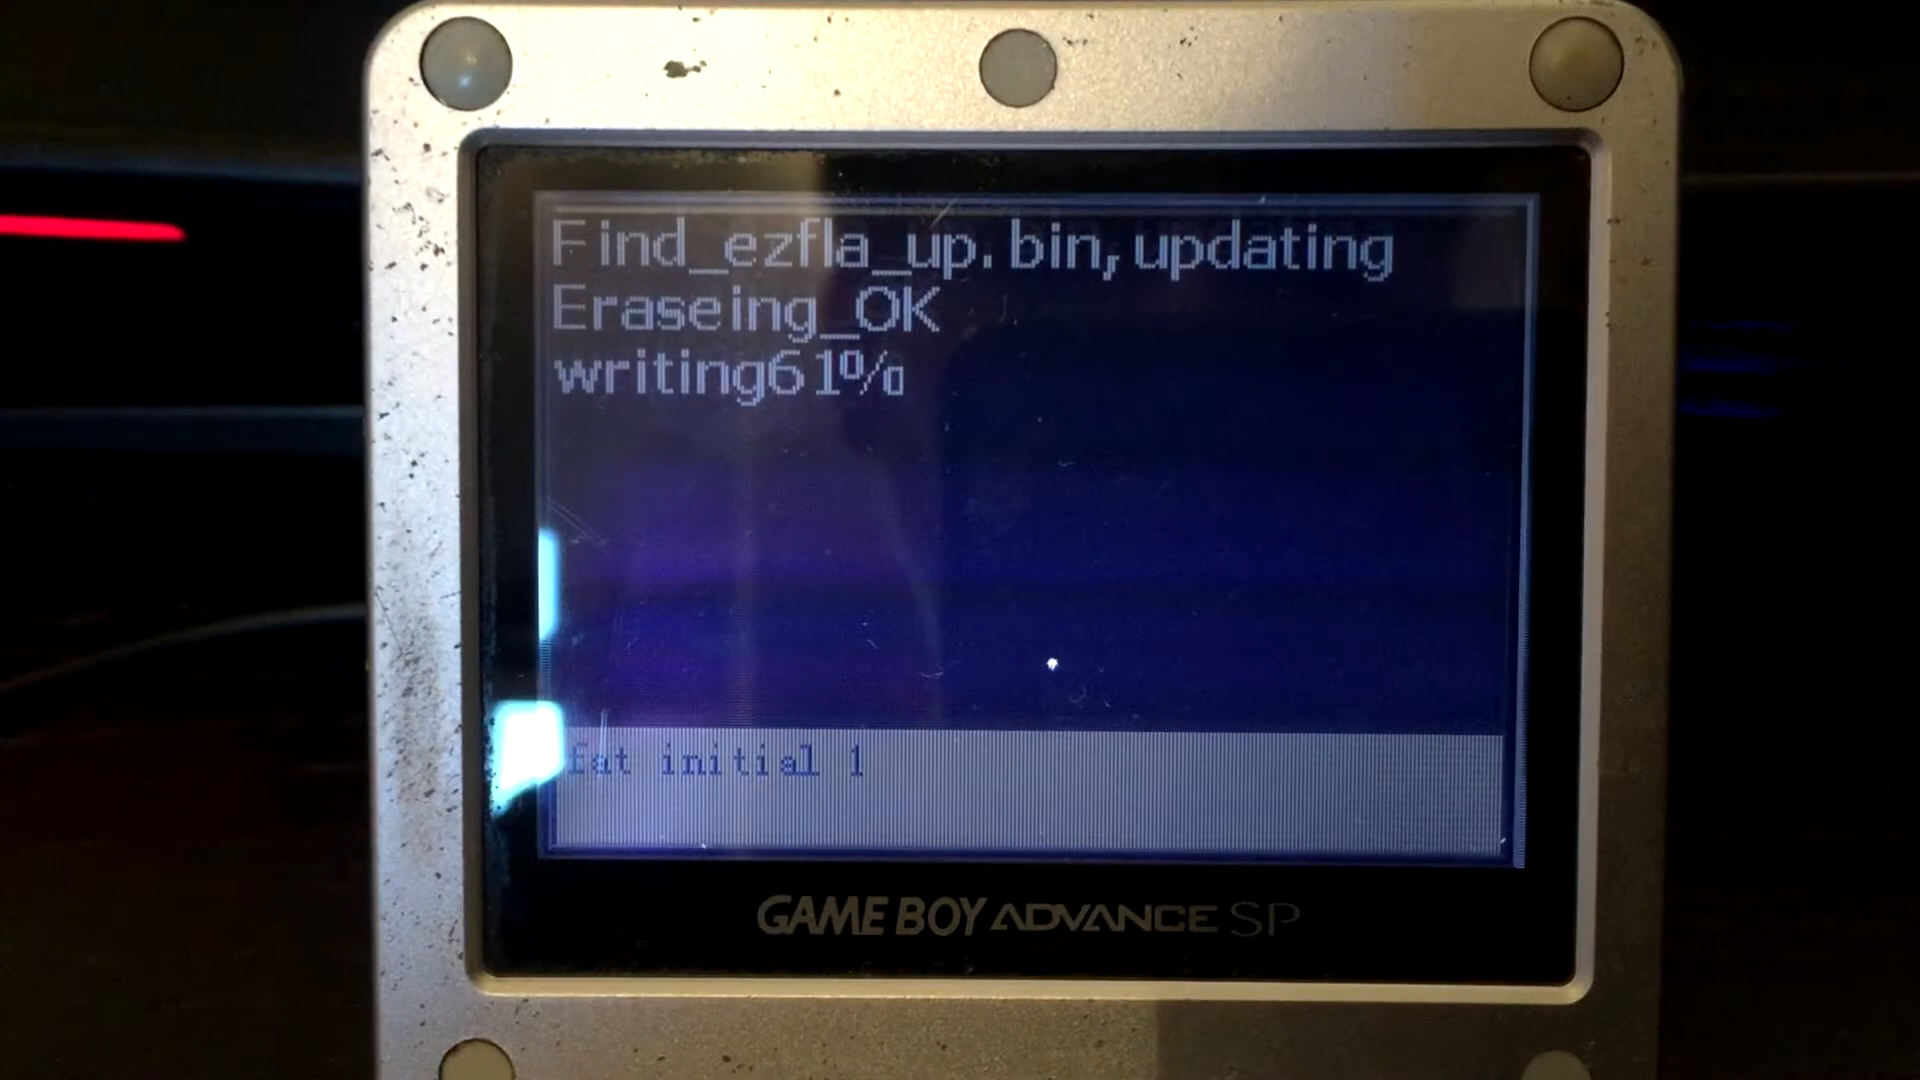 Find_ezfla_up.bin,updating
Eraseing_OK
writing61%
fat initial 1
GAME BOY ADVANCE SP